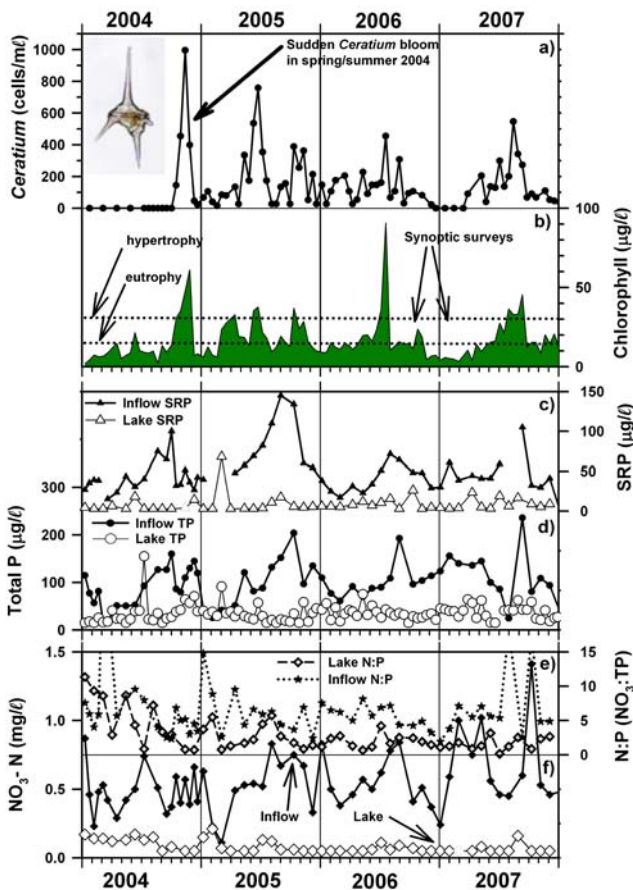 2004 2005 2006 2007
1000
800
600
400
200
0
Ceratium (cells/mℓ)
Sudden Ceratium bloom
in spring/summer 2004
a)
b)
hypertrophy
eutrophy
Synoptic surveys
100
50
0
Chlorophyll (µg/ℓ)
Inflow SRP
Lake SRP
c)
150
100
50
0
SRP (µg/ℓ)
Inflow TP
Lake TP
d)
300
200
100
0
Total P (µg/ℓ)
Lake N:P
Inflow N:P
e)
15
10
5
0
N:P (NO3:TP)
f)
Inflow
Lake
1.5
1.0
0.5
0.0
NO3- N (mg/ℓ)
2004 2005 2006 2007